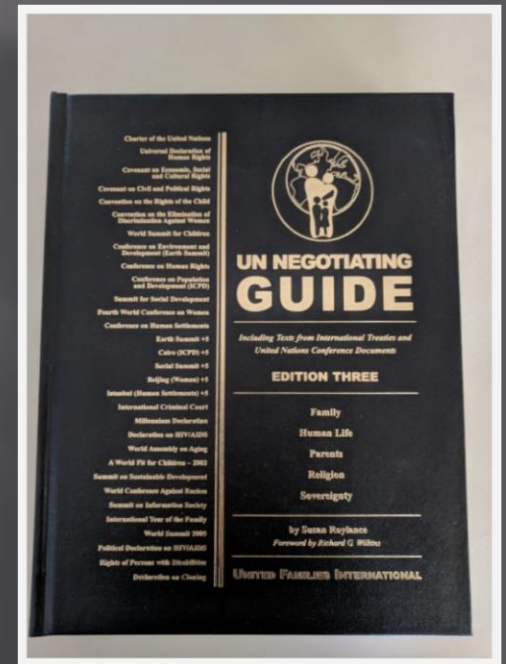 Charter of the United Nations
Universal Declaration of
Human Rights
Covenant on Economic, Social
and Cultural Rights
Covenant on Civil and Political Rights
Convention on the Rights of the Child
Convention on the Elimination of
Discrimination Against Women
World Summit for Children
Conference on Environment and
Development (Earth Summit)
Conference on Human Rights
Conference on Population
and Development (ICPD)
Summit for Social Development
Fourth World Conference on Women
Conference on Human Settlements
Earth Summit +5
Cairo (ICPD) +5
Social Summit +5
Beijing (Women) +5
Istanbul (Human Settlements) +5
International Criminal Court
Millennium Declaration
Declaration on HIV/AIDS
World Assembly on Aging
A World Fit for Children – 2002
Summit on Sustainable Development
World Conference Against Racism
Summit on Information Society
International Year of the Family
World Summit 2005
Political Declaration on HIV/AIDS
Rights of Persons with Disabilities
Declaration on Cloning
UN NEGOTIATING
GUIDE
Including Texts from International Treaties and
United Nations Conference Documents
EDITION THREE
Family
Human Life
Parents
Religion
Sovereignty
by Susan Roylance
Foreword by Richard G. Wilkins
UNITED FAMILIES INTERNATIONAL